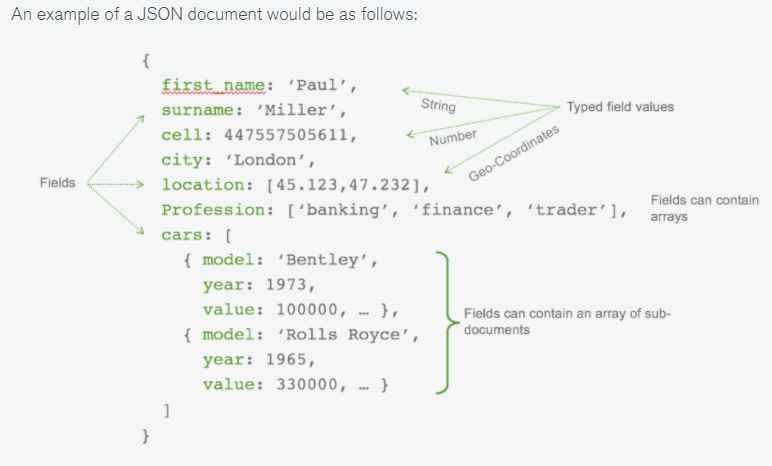 An example of a JSON document would be as follows:
{
first_name: ‘Paul’,
surname: ‘Miller’,
cell: 447557505611,
city: ‘London’,
location: [45.123,47.232],
Profession: [‘banking’, ‘finance’, ‘trader’],
cars: [
{ model: ‘Bentley’,
year: 1973,
value: 100000, … },
{ model: ‘Rolls Royce’,
year: 1965,
value: 330000, … }
]
}
Fields
String
Number
Geo-Coordinates
Typed field values
Fields can contain
arrays
Fields can contain an array of sub-
documents